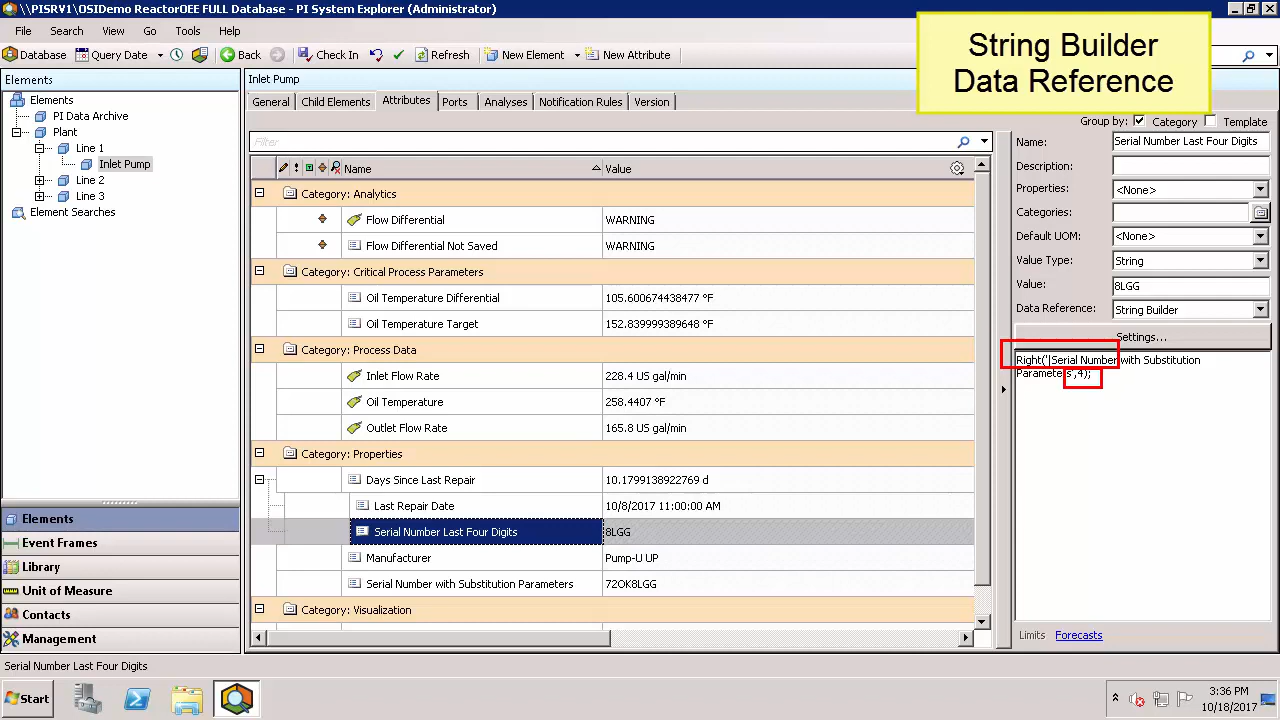 \\PISRV1\OSIDemo ReactorOEE FULL Database - PI System Explorer (Administrator)
File Search View Go Tools Help
Database Query Date Back Check In Refresh New Element New Attribute
String Builder
Data Reference
Elements
Elements
PI Data Archive
Plant
Line 1
Inlet Pump
Line 2
Line 3
Element Searches
Elements
Event Frames
Library
Unit of Measure
Contacts
Management
Inlet Pump
General Child Elements Attributes Ports Analyses Notification Rules Version
Group by: Category Template
Filter
Name Value
Category: Analytics
Flow Differential WARNING
Flow Differential Not Saved WARNING
Category: Critical Process Parameters
Oil Temperature Differential 105.600674438477 °F
Oil Temperature Target 152.839999389648 °F
Category: Process Data
Inlet Flow Rate 228.4 US gal/min
Oil Temperature 258.4407 °F
Outlet Flow Rate 165.8 US gal/min
Category: Properties
Days Since Last Repair 10.1799138922769 d
Last Repair Date 10/8/2017 11:00:00 AM
Serial Number Last Four Digits 8LGG
Manufacturer Pump-U UP
Serial Number with Substitution Parameters 72OK8LGG
Category: Visualization
Name: Serial Number Last Four Digits
Description:
Properties: <None>
Categories:
Default UOM: <None>
Value Type: String
Value: 8LGG
Data Reference: String Builder
Settings...
Right('|Serial Number with Substitution
Parameters',4);
Limits Forecasts
Serial Number Last Four Digits
Start
3:36 PM
10/18/2017